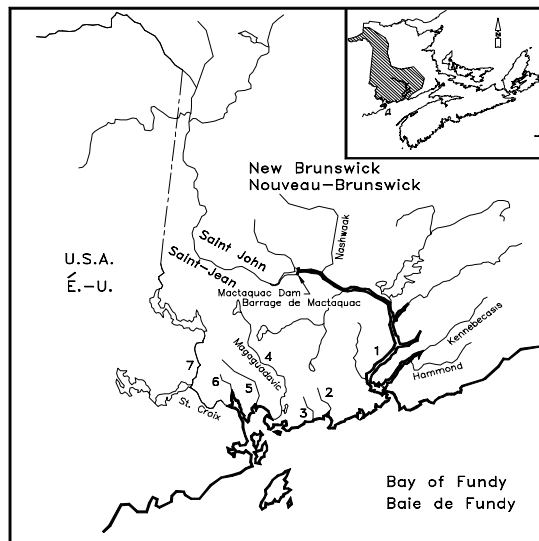 New Brunswick
Nouveau-Brunswick
Nashwaak
Saint John
Saint-Jean
U.S.A.
É.-U.
Mactaquac Dam
Barrage de Mactaquac
Kennebecasis
Hammond
Magaguadavic
St. Croix
1
2
3
4
5
6
7
Bay of Fundy
Baie de Fundy